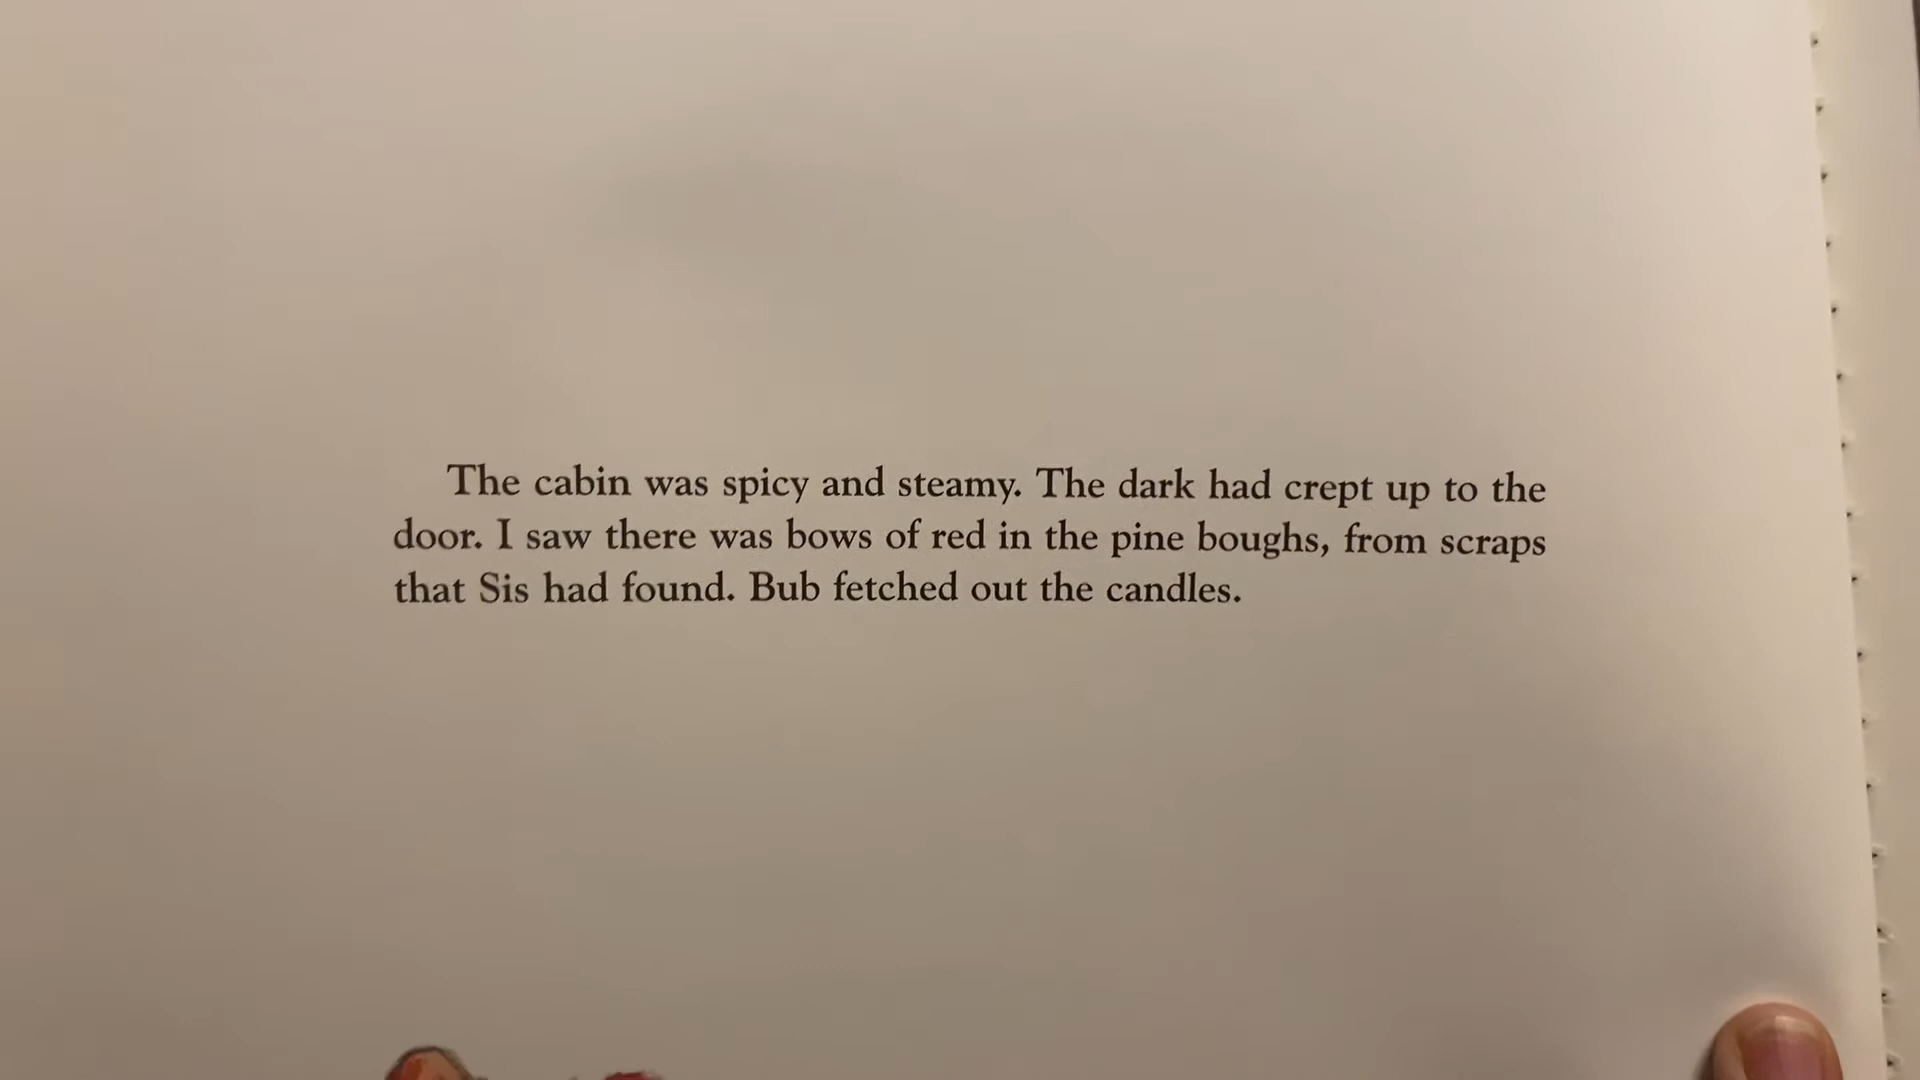 The cabin was spicy and steamy. The dark had crept up to the
door. I saw there was bows of red in the pine boughs, from scraps
that Sis had found. Bub fetched out the candles.